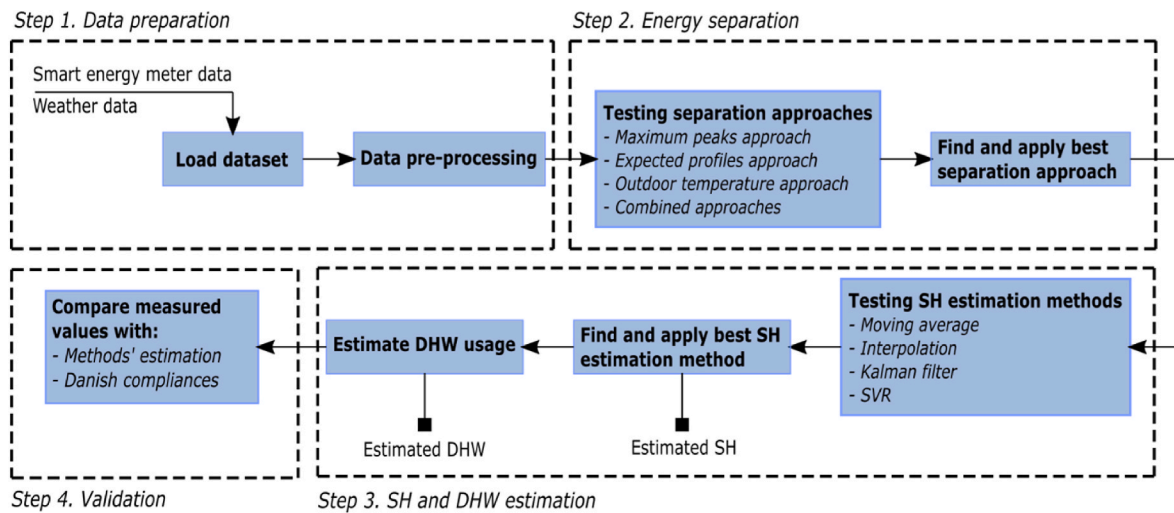 Step 1. Data preparation
Smart energy meter data
Weather data
Load dataset
Data pre-processing
Step 2. Energy separation
Testing separation approaches
- Maximum peaks approach
- Expected profiles approach
- Outdoor temperature approach
- Combined approaches
Find and apply best
separation approach
Testing SH estimation methods
- Moving average
- Interpolation
- Kalman filter
- SVR
Find and apply best SH
estimation method
Estimated SH
Estimate DHW usage
Estimated DHW
Step 3. SH and DHW estimation
Compare measured
values with:
- Methods' estimation
- Danish compliances
Step 4. Validation